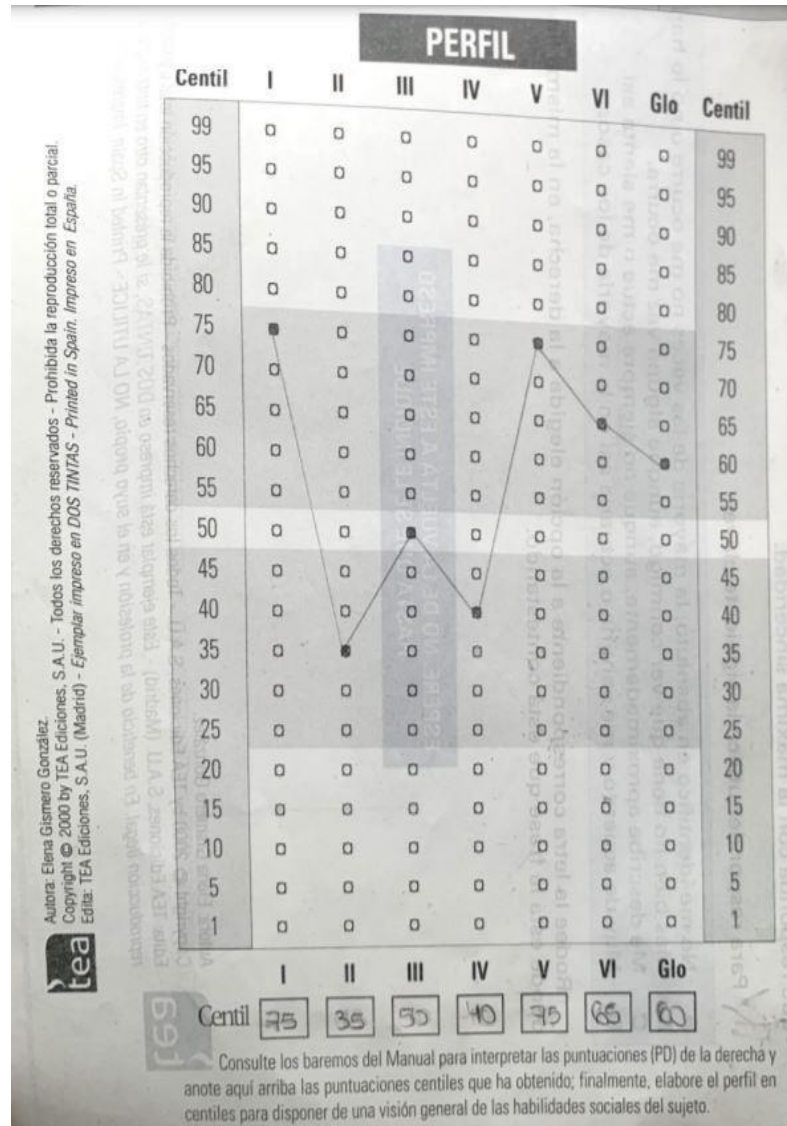 PERFIL
Centil I II III IV V VI Glo Centil
99 99
95 95
90 90
85 85
80 80
75 75
70 70
65 65
60 60
55 55
50 50
45 45
40 40
35 35
30 30
25 25
20 20
15 15
10 10
5 5
1 1
I II III IV V VI Glo
Centil 75 35 50 40 75 65 60
Consulte los baremos del Manual para interpretar las puntuaciones (PD) de la derecha y
anote aquí arriba las puntuaciones centiles que ha obtenido; finalmente, elabore el perfil en
centiles para disponer de una visión general de las habilidades sociales del sujeto.
Autora: Elena Gismero González.
Copyright © 2000 by TEA Ediciones, S.A.U. - Todos los derechos reservados - Prohibida la reproducción total o parcial.
Edita: TEA Ediciones, S.A.U. (Madrid) - Ejemplar impreso en DOS TINTAS - Printed in Spain. Impreso en España.
tea